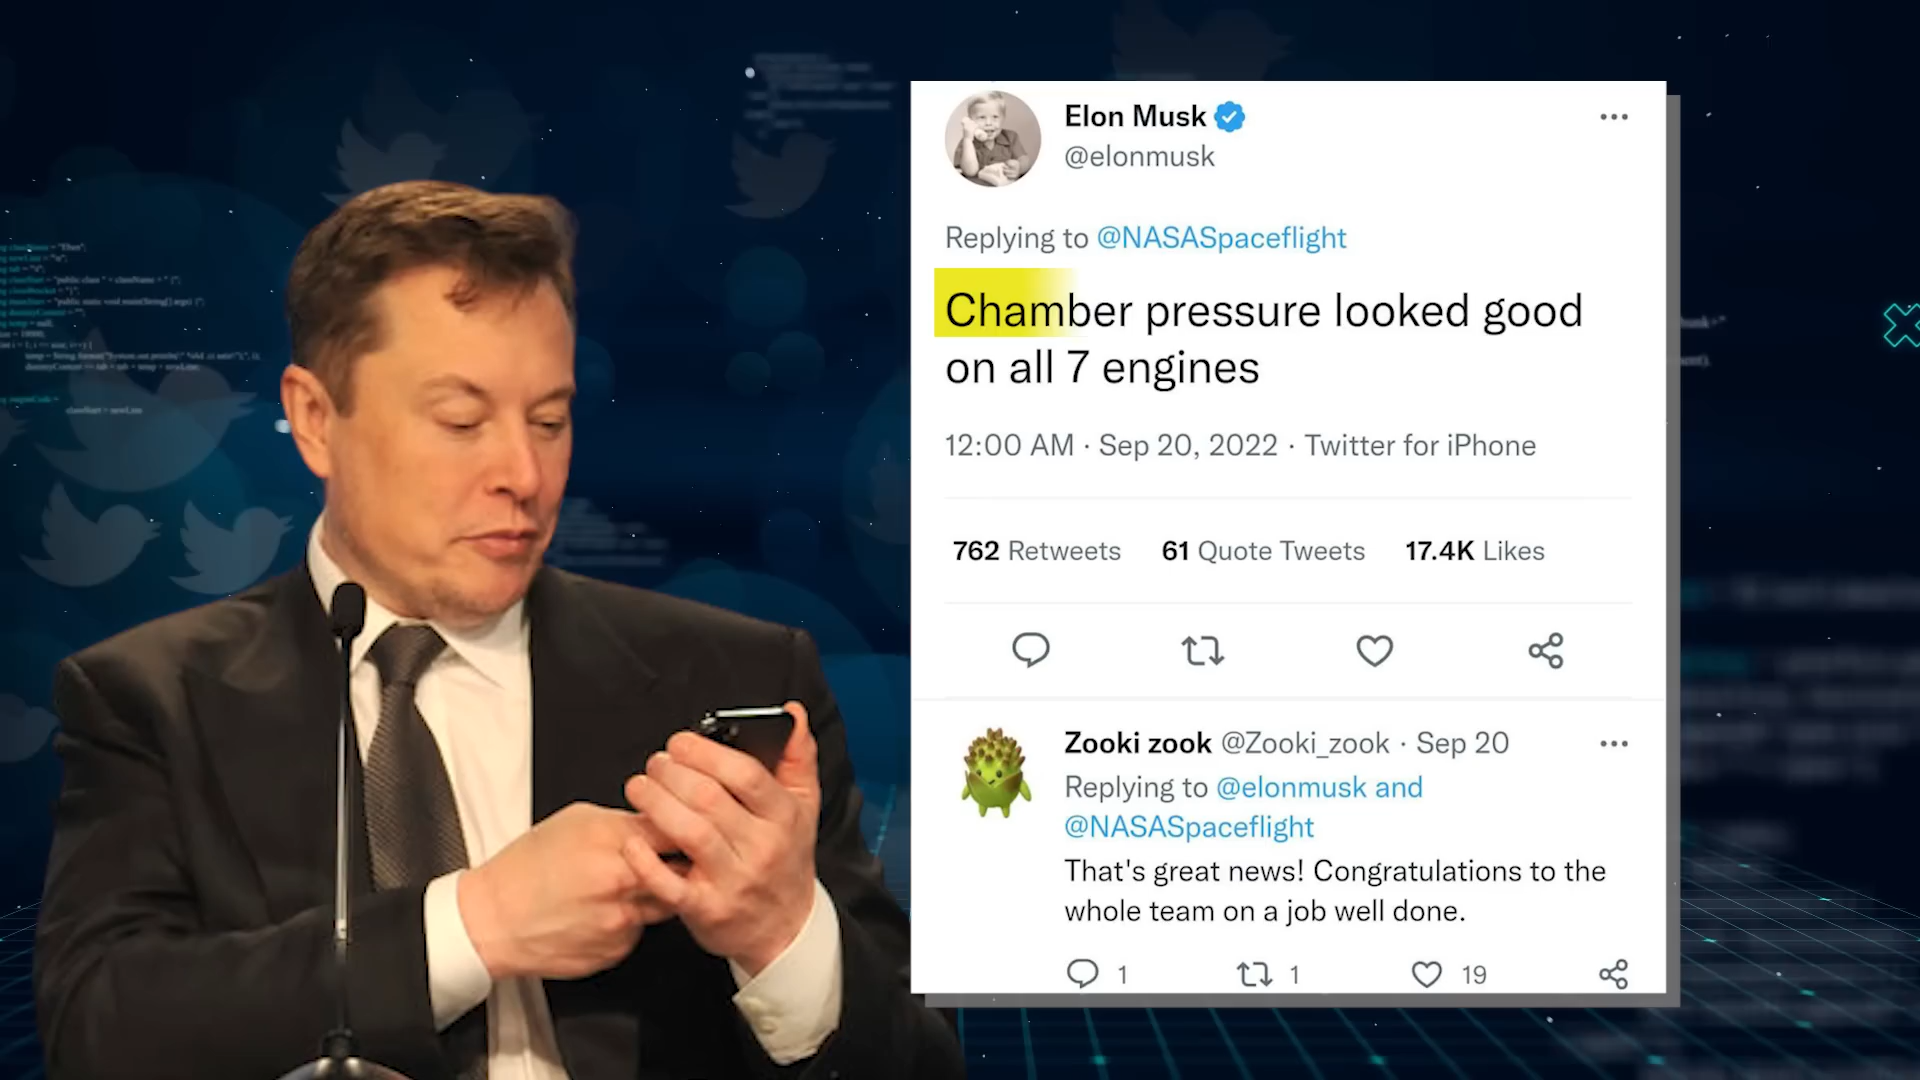 Elon Musk
@elonmusk
Replying to @NASASpaceflight
Chamber pressure looked good
on all 7 engines
12:00 AM · Sep 20, 2022 · Twitter for iPhone
762 Retweets 61 Quote Tweets 17.4K Likes
Zooki zook @Zooki_zook · Sep 20
Replying to @elonmusk and
@NASASpaceflight
That's great news! Congratulations to the
whole team on a job well done.
1 1 19